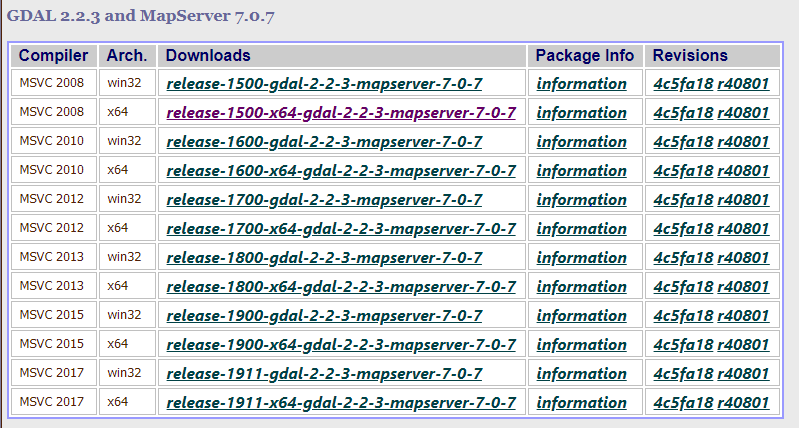 GDAL 2.2.3 and MapServer 7.0.7
Compiler Arch. Downloads Package Info Revisions
MSVC 2008 win32 release-1500-gdal-2-2-3-mapserver-7-0-7 information 4c5fa18 r40801
MSVC 2008 x64 release-1500-x64-gdal-2-2-3-mapserver-7-0-7 information 4c5fa18 r40801
MSVC 2010 win32 release-1600-gdal-2-2-3-mapserver-7-0-7 information 4c5fa18 r40801
MSVC 2010 x64 release-1600-x64-gdal-2-2-3-mapserver-7-0-7 information 4c5fa18 r40801
MSVC 2012 win32 release-1700-gdal-2-2-3-mapserver-7-0-7 information 4c5fa18 r40801
MSVC 2012 x64 release-1700-x64-gdal-2-2-3-mapserver-7-0-7 information 4c5fa18 r40801
MSVC 2013 win32 release-1800-gdal-2-2-3-mapserver-7-0-7 information 4c5fa18 r40801
MSVC 2013 x64 release-1800-x64-gdal-2-2-3-mapserver-7-0-7 information 4c5fa18 r40801
MSVC 2015 win32 release-1900-gdal-2-2-3-mapserver-7-0-7 information 4c5fa18 r40801
MSVC 2015 x64 release-1900-x64-gdal-2-2-3-mapserver-7-0-7 information 4c5fa18 r40801
MSVC 2017 win32 release-1911-gdal-2-2-3-mapserver-7-0-7 information 4c5fa18 r40801
MSVC 2017 x64 release-1911-x64-gdal-2-2-3-mapserver-7-0-7 information 4c5fa18 r40801